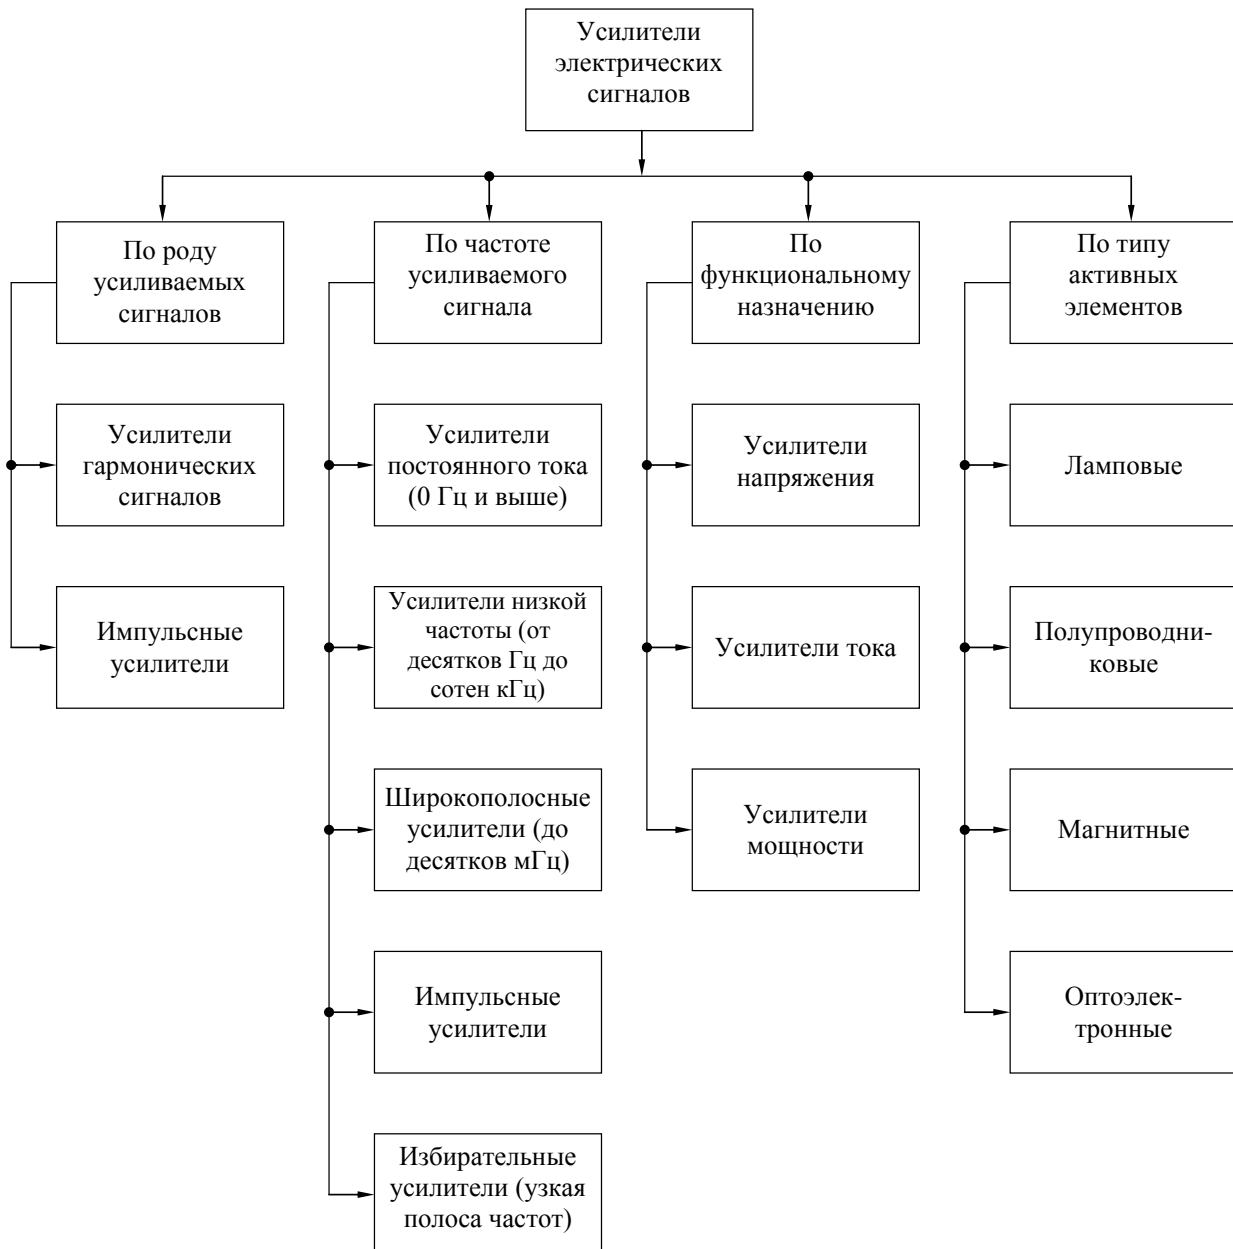 Усилители
электрических
сигналов
По роду
усиливаемых
сигналов
По частоте
усиливаемого
сигнала
По
функциональному
назначению
По типу
активных
элементов
Усилители
гармонических
сигналов
Усилители
постоянного тока
(0 Гц и выше)
Усилители
напряжения
Ламповые
Импульсные
усилители
Усилители низкой
частоты (от
десятков Гц до
сотен кГц)
Усилители тока
Полупроводни-
ковые
Широкополосные
усилители (до
десятков мГц)
Усилители
мощности
Магнитные
Импульсные
усилители
Оптоэлек-
тронные
Избирательные
усилители (узкая
полоса частот)